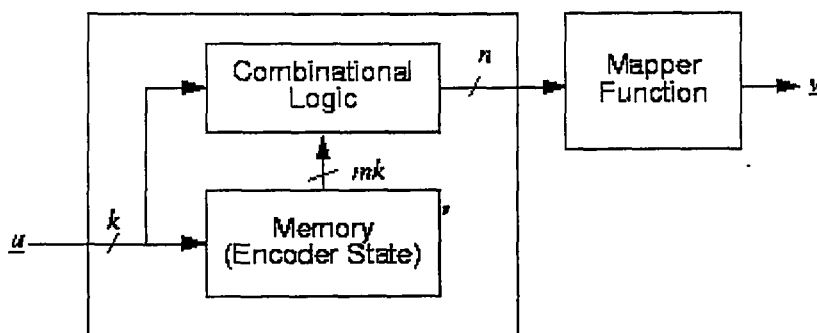 Combinational
Logic
n
Mapper
Function
v
mk
k
Memory
(Encoder State)
u